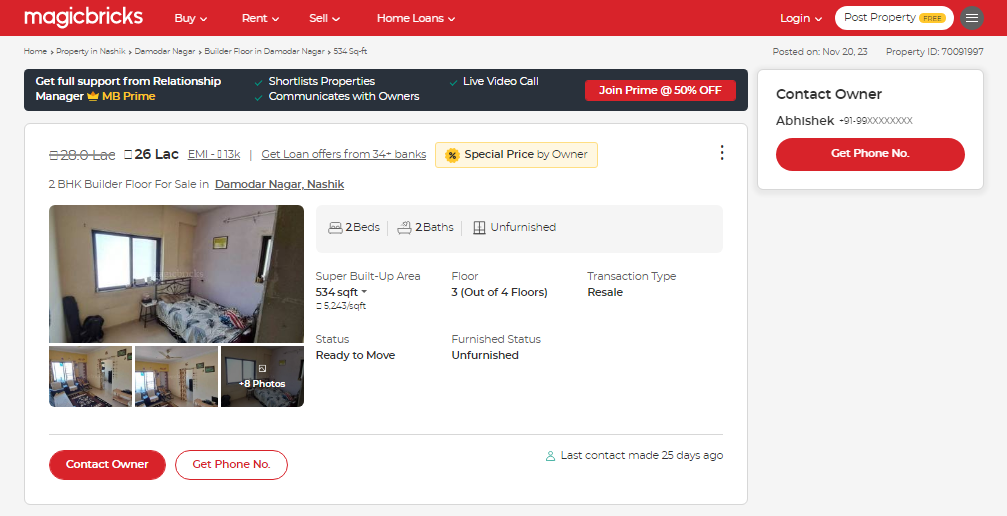 magicbricks
Buy
Rent
Sell
Home Loans
Login
Post Property FREE
Home > Property in Nashik > Damodar Nagar > Builder Floor in Damodar Nagar > 534 Sq-ft
Posted on: Nov 20, 23
Property ID: 70091997
Get full support from Relationship
Manager MB Prime
Shortlists Properties
Communicates with Owners
Live Video Call
Join Prime @ 50% OFF
28.0 Lac
26 Lac
EMI - 13k
|
Get Loan offers from 34+ banks
Special Price by Owner
2 BHK Builder Floor For Sale in Damodar Nagar, Nashik
magicbricks
+8 Photos
2 Beds
2 Baths
Unfurnished
Super Built-Up Area
534 sqft
5,243/sqft
Floor
3 (Out of 4 Floors)
Transaction Type
Resale
Status
Ready to Move
Furnished Status
Unfurnished
Contact Owner
Get Phone No.
Last contact made 25 days ago
Contact Owner
Abhishek +91-99XXXXXXXX
Get Phone No.